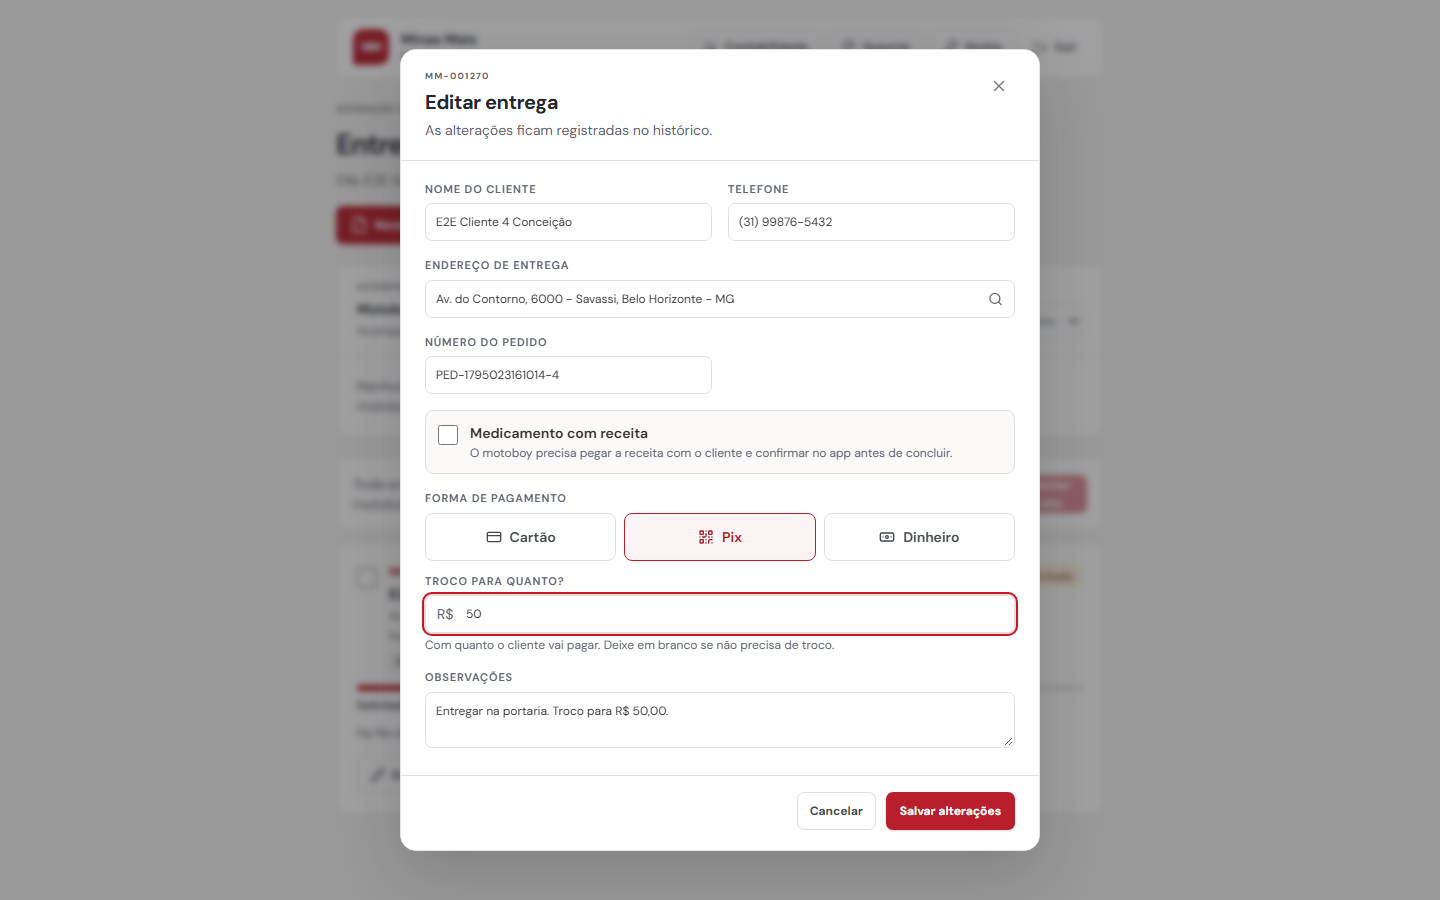 Minas Mais
Sair
MM-001270
Editar entrega
As alterações ficam registradas no histórico.
NOME DO CLIENTE
TELEFONE
E2E Cliente 4 Conceição
(31) 99876-5432
ENDEREÇO DE ENTREGA
Av. do Contorno, 6000 - Savassi, Belo Horizonte - MG
NÚMERO DO PEDIDO
PED-1795023161014-4
Medicamento com receita
O motoboy precisa pegar a receita com o cliente e confirmar no app antes de concluir.
FORMA DE PAGAMENTO
Cartão
Pix
Dinheiro
TROCO PARA QUANTO?
R$ 50
Com quanto o cliente vai pagar. Deixe em branco se não precisa de troco.
OBSERVAÇÕES
Entregar na portaria. Troco para R$ 50,00.
Cancelar
Salvar alterações